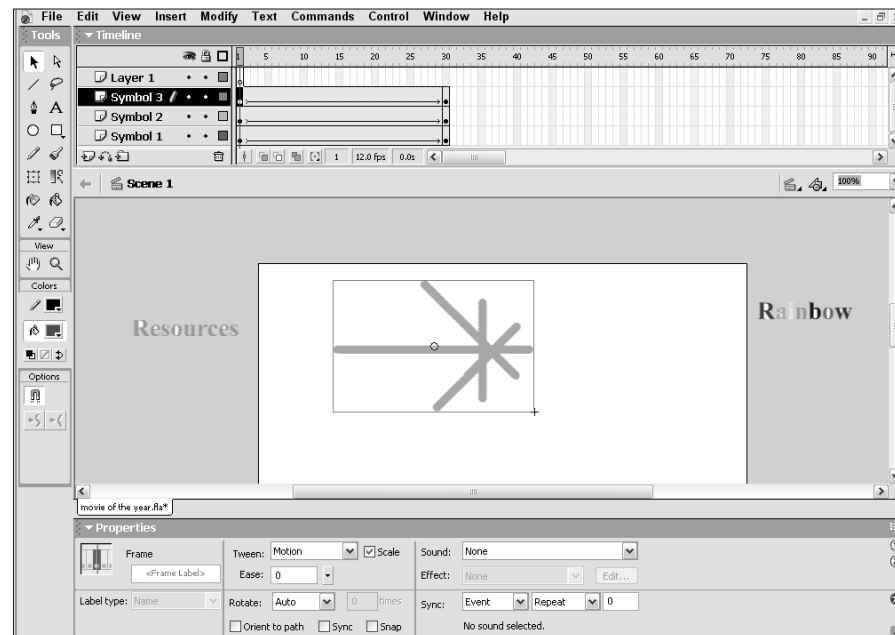 File Edit View Insert Modify Text Commands Control Window Help
Tools Timeline
1 5 10 15 20 25 30 35 40 45 50 55 60 65 70 75 80 85 90
Layer 1
Symbol 3
Symbol 2
Symbol 1
1 12.0 fps 0.0s
Scene 1 100%
View
Colors
Options
Resources
Rainbow
movie of the year.fla*
Properties
Frame Tween: Motion Scale Sound: None
<Frame Label> Ease: 0 Effect: None Edit...
Label type: Name Rotate: Auto 0 times Sync: Event Repeat 0
Orient to path Sync Snap No sound selected.